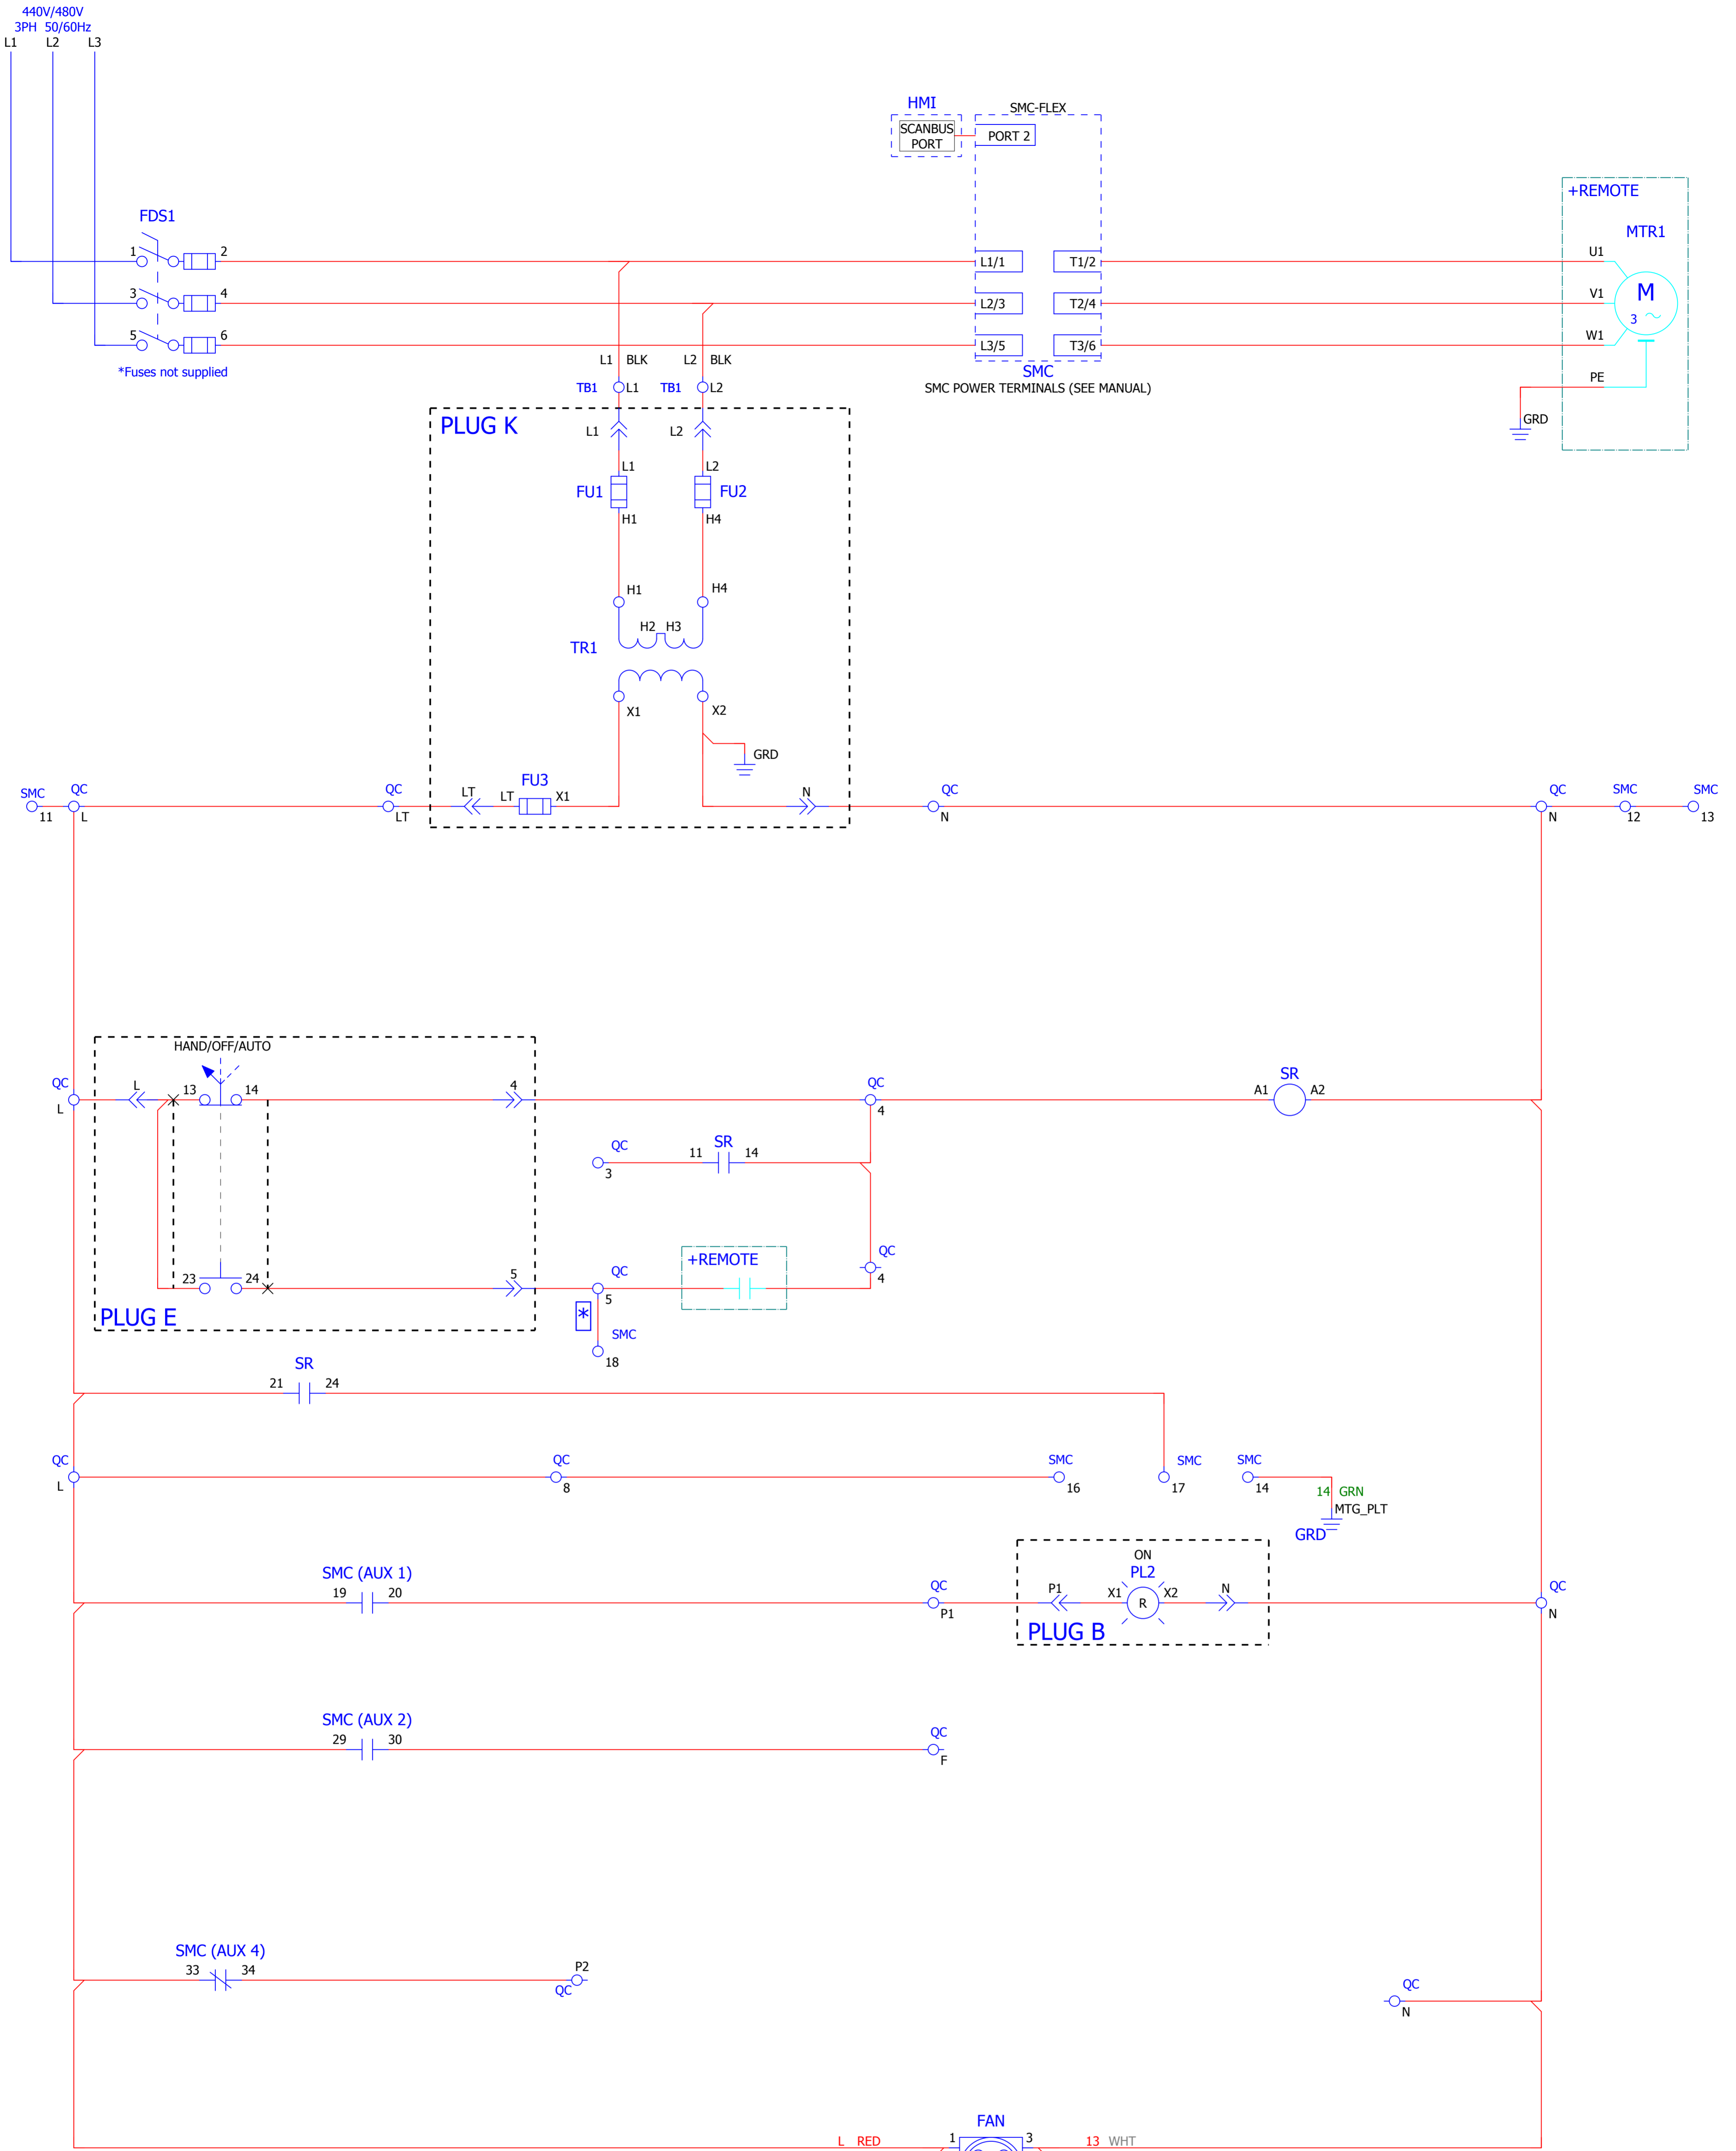 440V/480V
3PH 50/60Hz
L1 L2 L3
HMI
SMC-FLEX
SCANBUS
PORT
PORT 2
+REMOTE
MTR1
FDS1
1 2
L1/1 T1/2
U1
3 4
L2/3 T2/4
V1
M
3
5 6
L3/5 T3/6
W1
*Fuses not supplied
L1 BLK L2 BLK
SMC
SMC POWER TERMINALS (SEE MANUAL)
PE
GRD
TB1 L1 TB1 L2
PLUG K
L1 L2
L1 L2
FU1 FU2
H1 H4
H1 H4
H2 H3
TR1
X1 X2
GRD
SMC QC QC LT LT FU3 X1 N QC QC SMC SMC
11 L LT N N 12 13
HAND/OFF/AUTO
QC L 13 14 4 QC SR
L 4 A1 A2
QC 11 SR 14
3
+REMOTE
QC
4
23 24 5 QC
5
PLUG E
*
SMC
18
SR
21 24
QC QC SMC SMC SMC
L 8 16 17 14
14 GRN
MTG_PLT
GRD
ON
SMC (AUX 1) PL2
19 20 QC P1 X1 R X2 N QC
P1 N
PLUG B
SMC (AUX 2)
29 30 QC
F
SMC (AUX 4)
33 34 P2
QC
QC
N
FAN
L RED 1 3 13 WHT